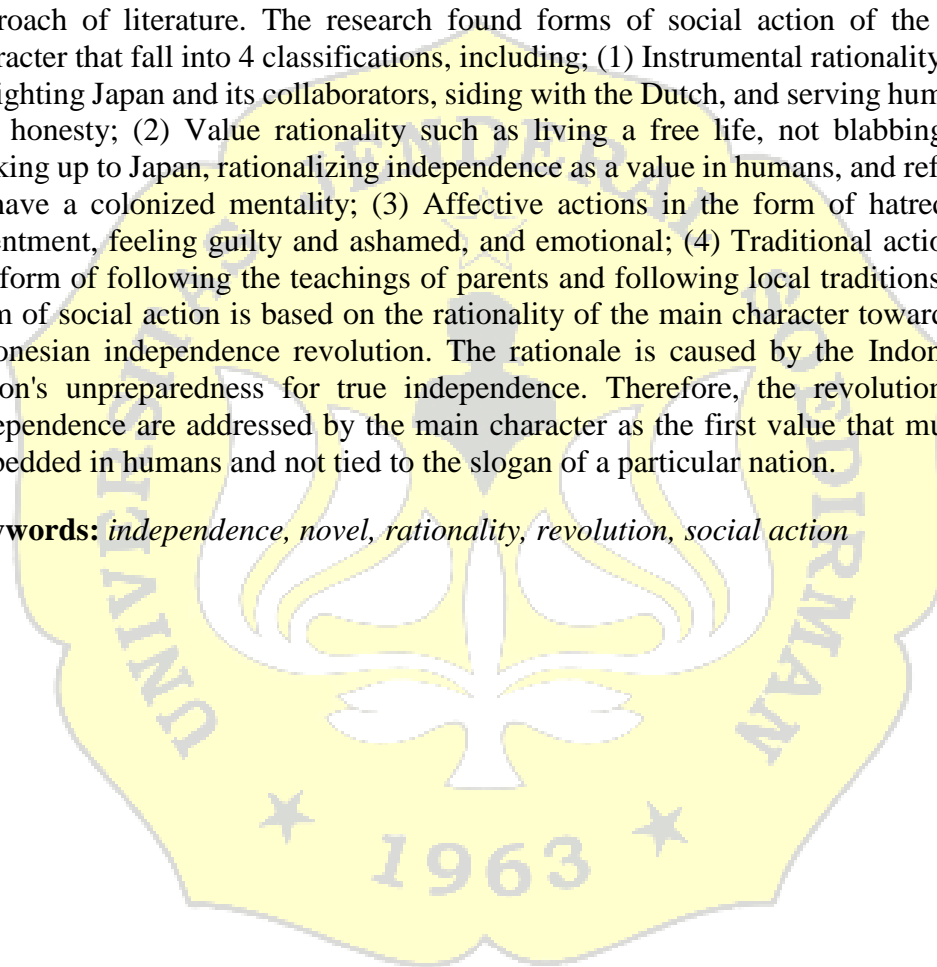 roach of literature. The research found forms of social action of the
racter that fall into 4 classifications, including; (1) Instrumental rationality
ighting Japan and its collaborators, siding with the Dutch, and serving hum
honesty; (2) Value rationality such as living a free life, not blabbing
king up to Japan, rationalizing independence as a value in humans, and ref
have a colonized mentality; (3) Affective actions in the form of hatred
entment, feeling guilty and ashamed, and emotional; (4) Traditional action
form of following the teachings of parents and following local traditions
m of social action is based on the rationality of the main character toward
onesian independence revolution. The rationale is caused by the Indon
on's unpreparedness for true independence. Therefore, the revolution
ependence are addressed by the main character as the first value that mu
bedded in humans and not tied to the slogan of a particular nation.
ywords: independence, novel, rationality, revolution, social action
UNIVERSITAS JENDERAL SOEDIRMAN
1963